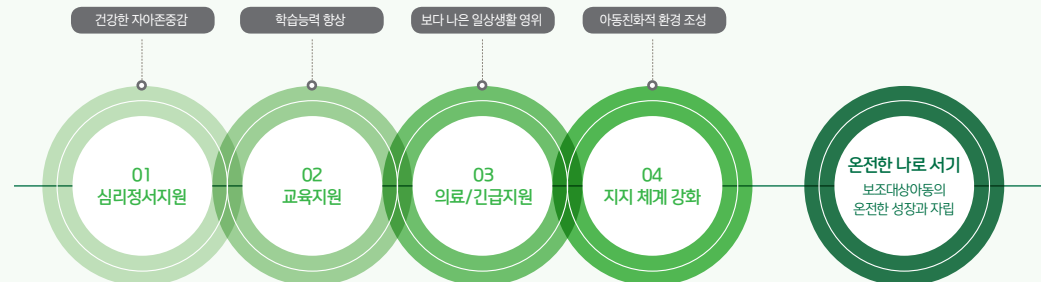 건강한 자아존중감
학습능력 향상
보다 나은 일상생활 영위
아동친화적 환경 조성
01
심리정서지원
02
교육지원
03
의료/긴급지원
04
지지 체계 강화
온전한 나로 서기
보조대상아동의
온전한 성장과 자립